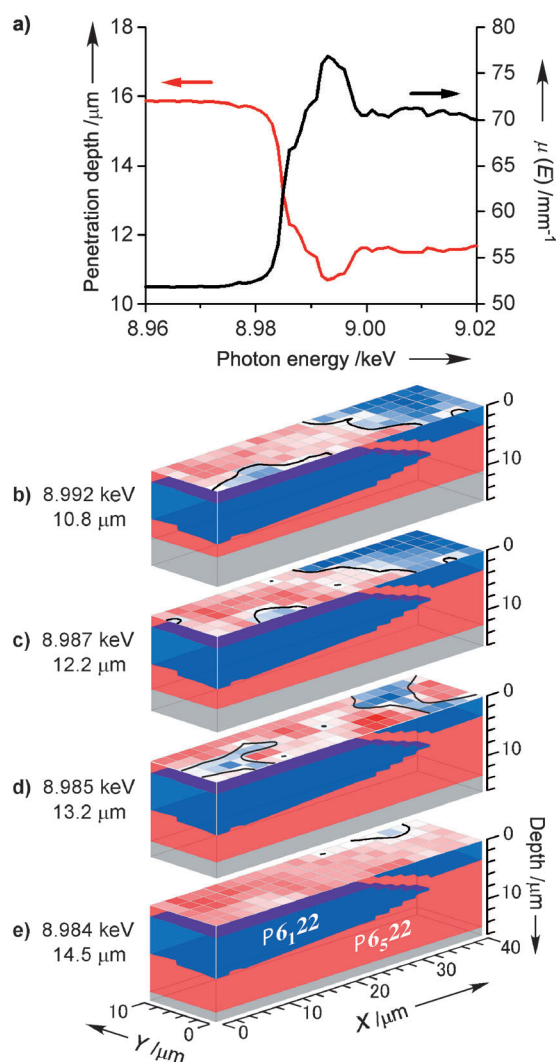 a)
18
16
14
12
10
Penetration depth /μm
80
75
70
65
60
55
50
μ(E) /mm⁻¹
8.96
8.98
9.00
9.02
Photon energy /keV
b) 8.992 keV
10.8 μm
0
10
c) 8.987 keV
12.2 μm
0
10
d) 8.985 keV
13.2 μm
0
10
e) 8.984 keV
14.5 μm
0
10
Depth /μm
P6₁22
P6₅22
10
0
Y /μm
0
10
20
30
40
X /μm